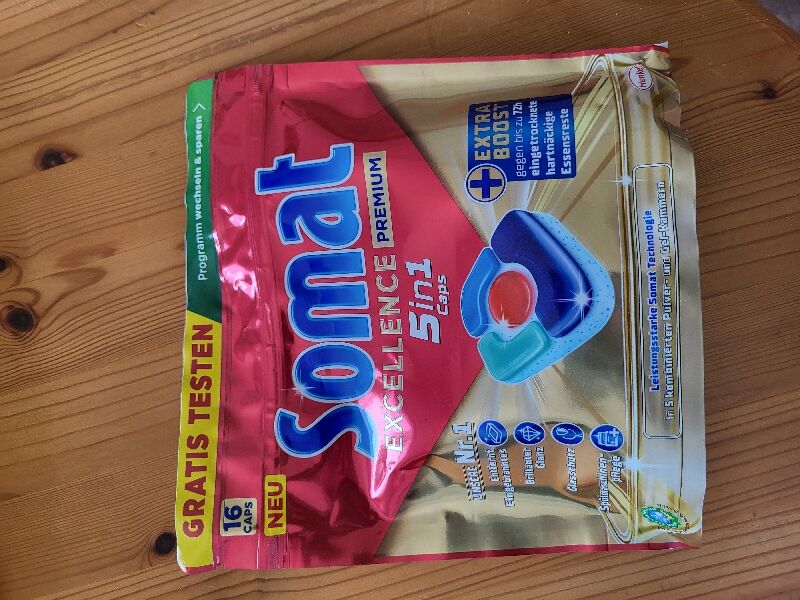 GRATIS TESTEN
Programm wechseln & sparen >
16
CAPS
NEU
Somat
EXCELLENCE PREMIUM
5in1
Caps
EXTRA
BOOST
gegen bis zu 72h
eingetrocknete
hartnäckige
Essensreste
Unsere Nr.1
Entfernt
Eingebranntes
Brillanter
Glanz
Glasschutz
Spülmaschinen-
pflege
Leistungsstarke Somat Technologie
in 5 kombinierten Pulver- und Gel-Kammern
Henkel